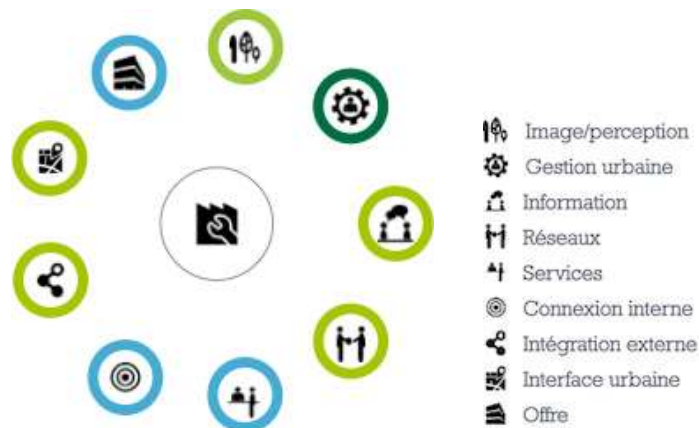 Image/perception
Gestion urbaine
Information
Réseaux
Services
Connexion interne
Intégration externe
Interface urbaine
Offre